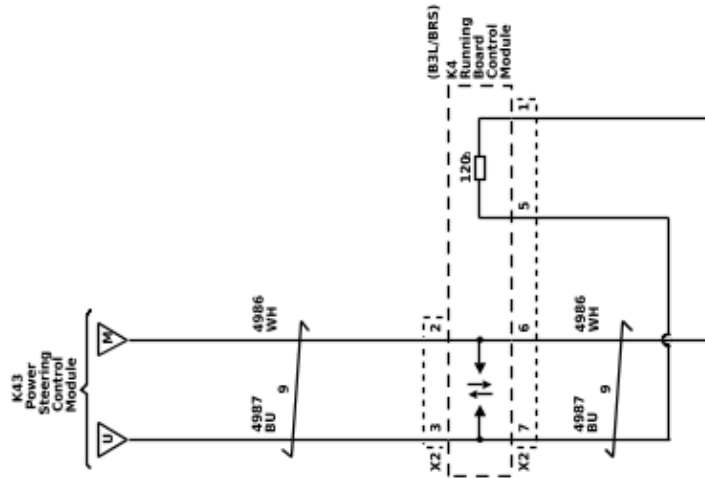 K43
Power
Steering
Control
Module
U
M
4987
BU
4986
WH
9
(B3L/BRS)
K4
Running
Board
Control
Module
X2
3
2
120
X2
7
6
5
1
4987
BU
4986
WH
9